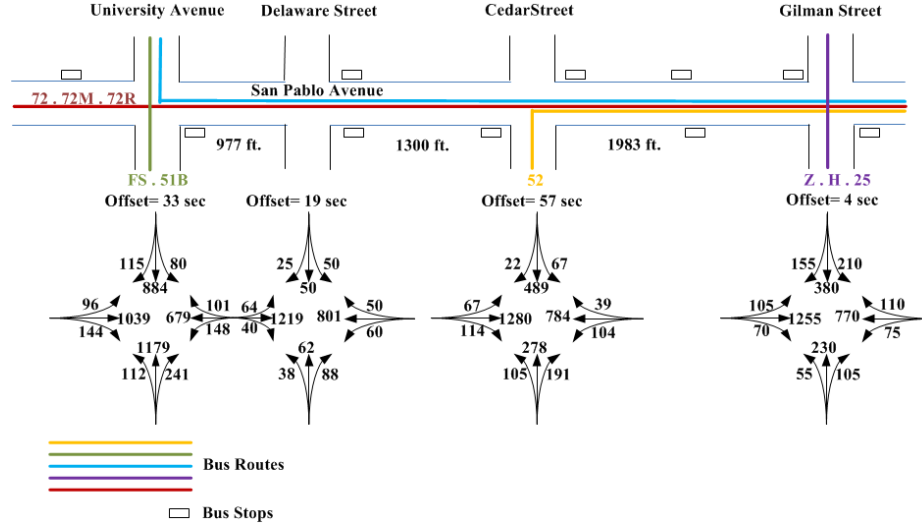 University Avenue
Delaware Street
CedarStreet
Gilman Street
72 . 72M . 72R
San Pablo Avenue
977 ft.
1300 ft.
1983 ft.
FS . 51B
52
Z . H . 25
Offset= 33 sec
Offset= 19 sec
Offset= 57 sec
Offset= 4 sec
115
80
884
96
1039
144
101
679
148
1179
112
241
25
50
50
64
1219
40
50
801
60
62
38
88
22
67
489
67
1280
114
39
784
104
278
105
191
155
210
380
105
1255
70
110
770
75
230
55
105
Bus Routes
Bus Stops